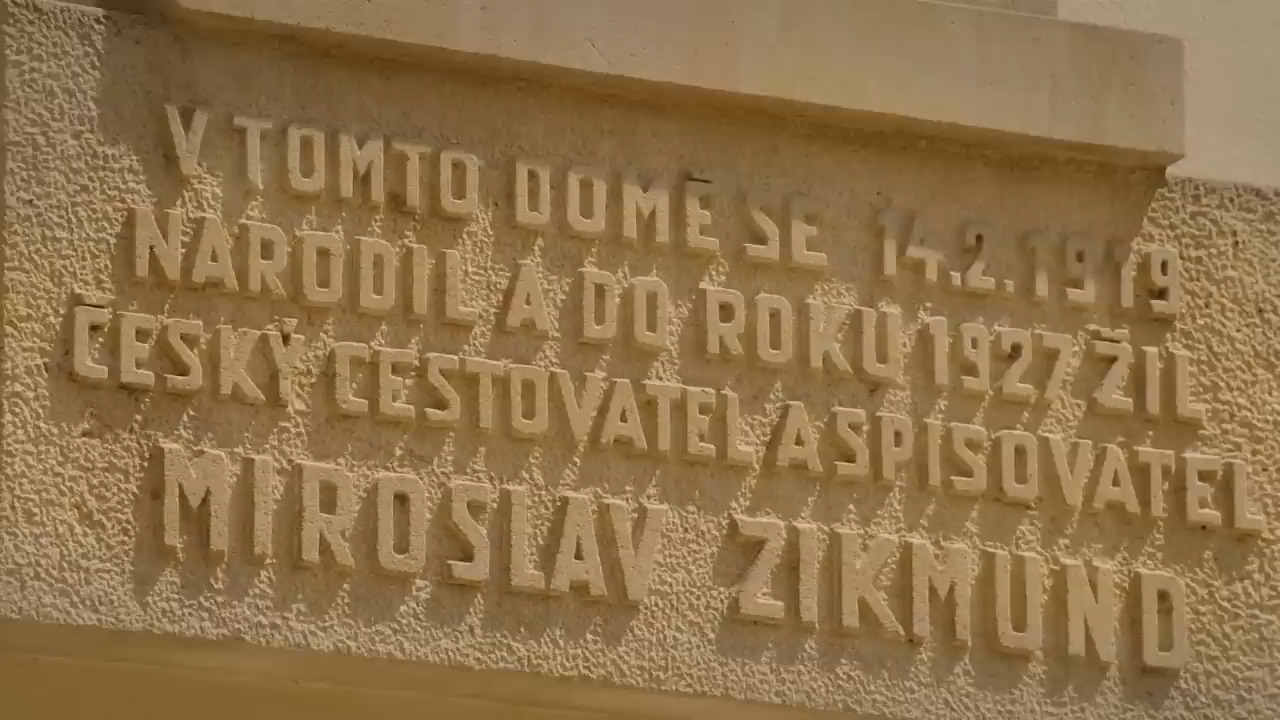 V TOMTO DOMĚ SE 14.2.1919
NARODIL A DO ROKU 1927 ŽIL
ČESKÝ CESTOVATEL A SPISOVATEL
MIROSLAV ZIKMUND